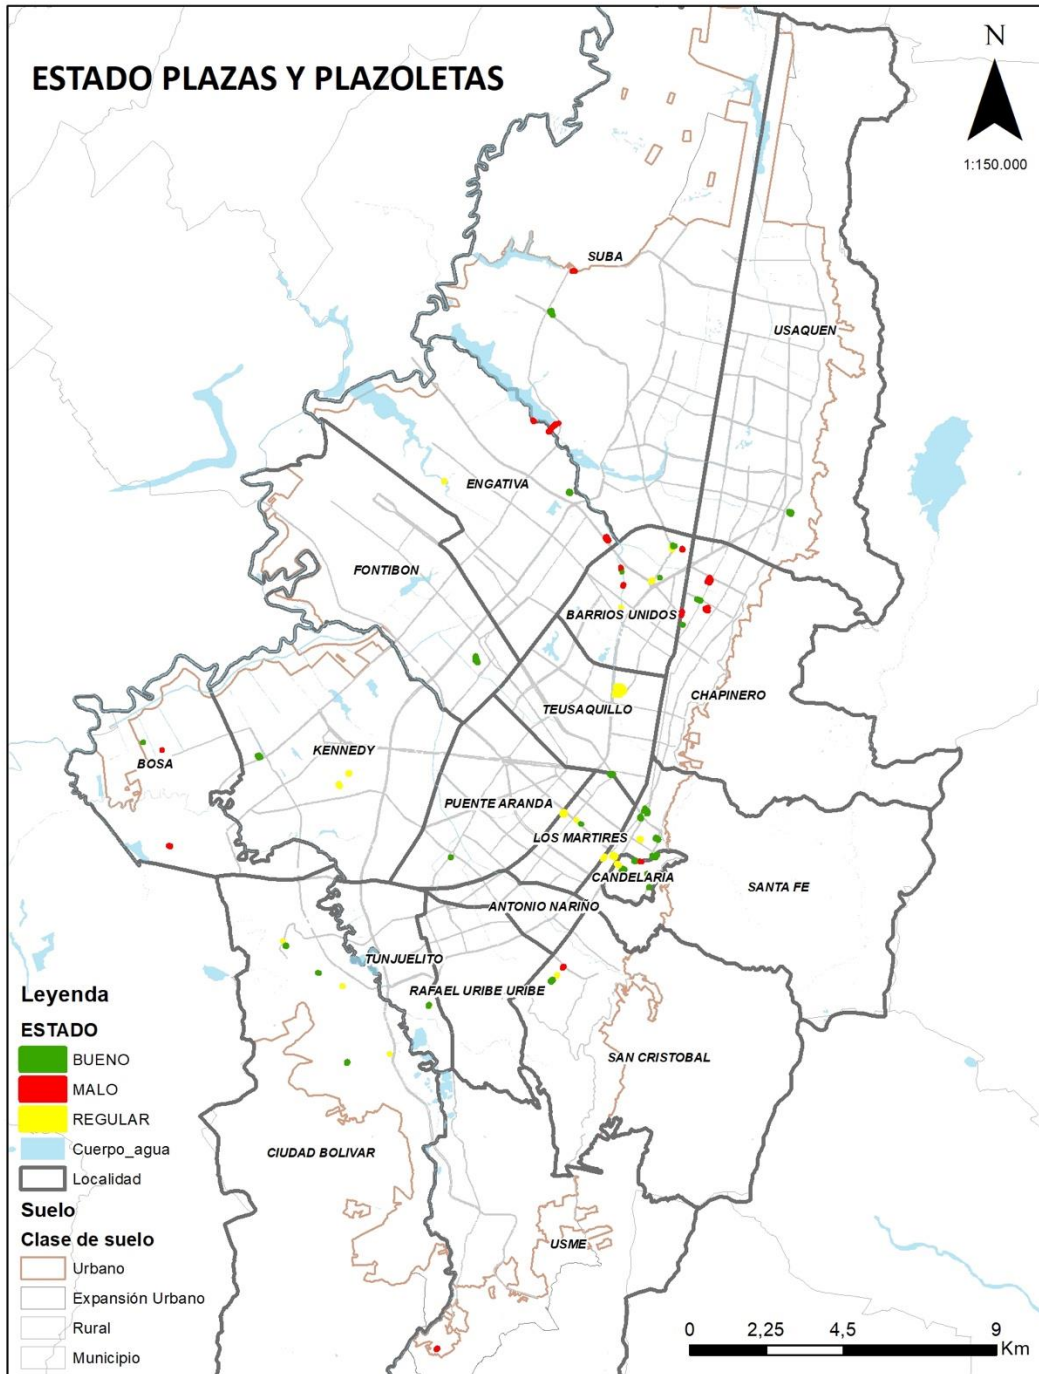 ESTADO PLAZAS Y PLAZOLETAS
N
1:150.000
SUBA
USAQUEN
ENGATIVA
FONTIBON
BARRIOS UNIDOS
CHAPINERO
TEUSAQUILLO
KENNEDY
BOSA
PUENTE ARANDA
LOS MARTIRES
CANDELARIA
SANTA FE
ANTONIO NARIÑO
TUNJUELITO
RAFAEL URIBE URIBE
SAN CRISTOBAL
CIUDAD BOLIVAR
USME
Leyenda
ESTADO
BUENO
MALO
REGULAR
Cuerpo_agua
Localidad
Suelo
Clase de suelo
Urbano
Expansión Urbano
Rural
Municipio
0 2,25 4,5 9
Km